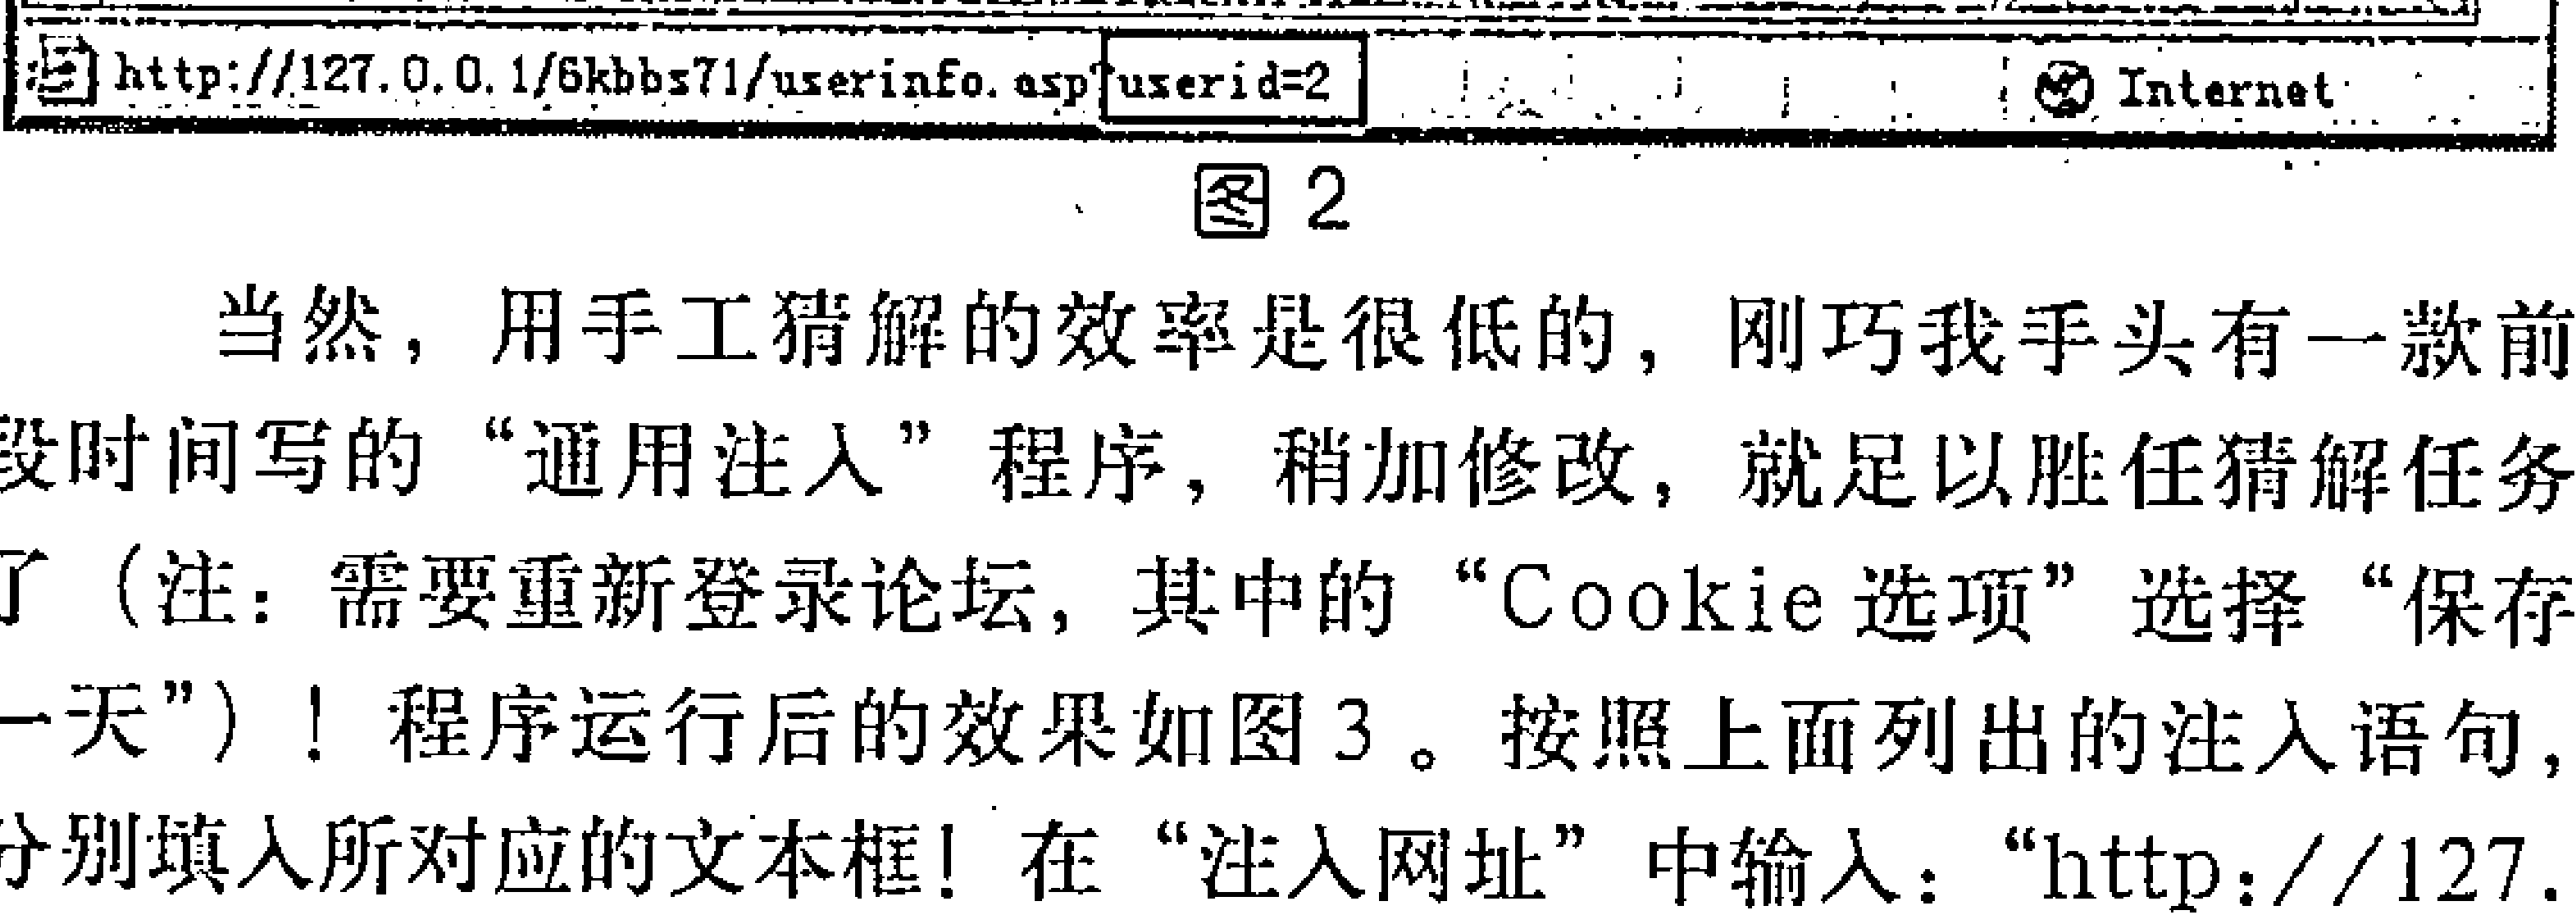 http://127.0.0.1/6kbbs71/userinfo.asp?userid=2 Internet
图 2
当然，用手工猜解的效率是很低的，刚巧我手头有一款前
段时间写的“通用注入”程序，稍加修改，就足以胜任猜解任务
了（注：需要重新登录论坛，其中的“Cookie 选项”选择“保存
一天”）！程序运行后的效果如图 3。按照上面列出的注入语句，
分别填入所对应的文本框！在“注入网址”中输入：“http://127.